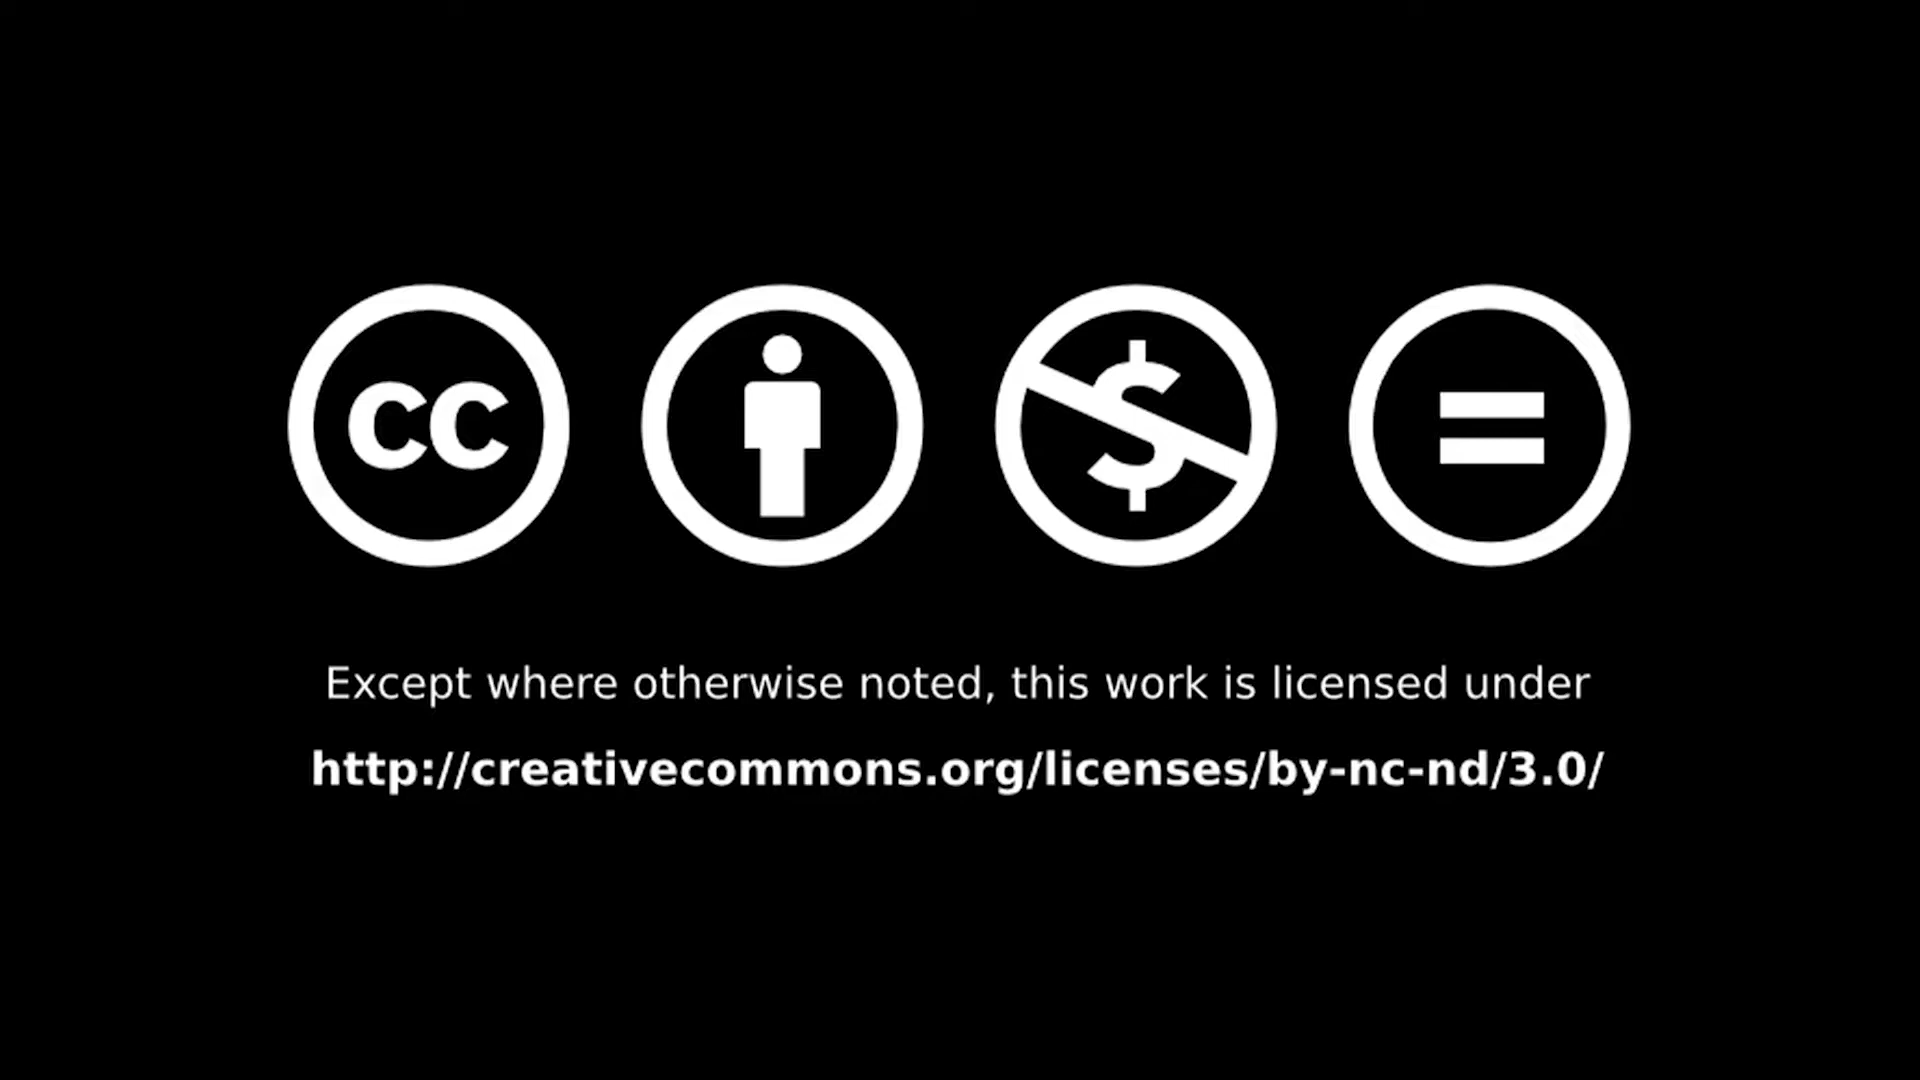 cc
$
=
Except where otherwise noted, this work is licensed under
http://creativecommons.org/licenses/by-nc-nd/3.0/